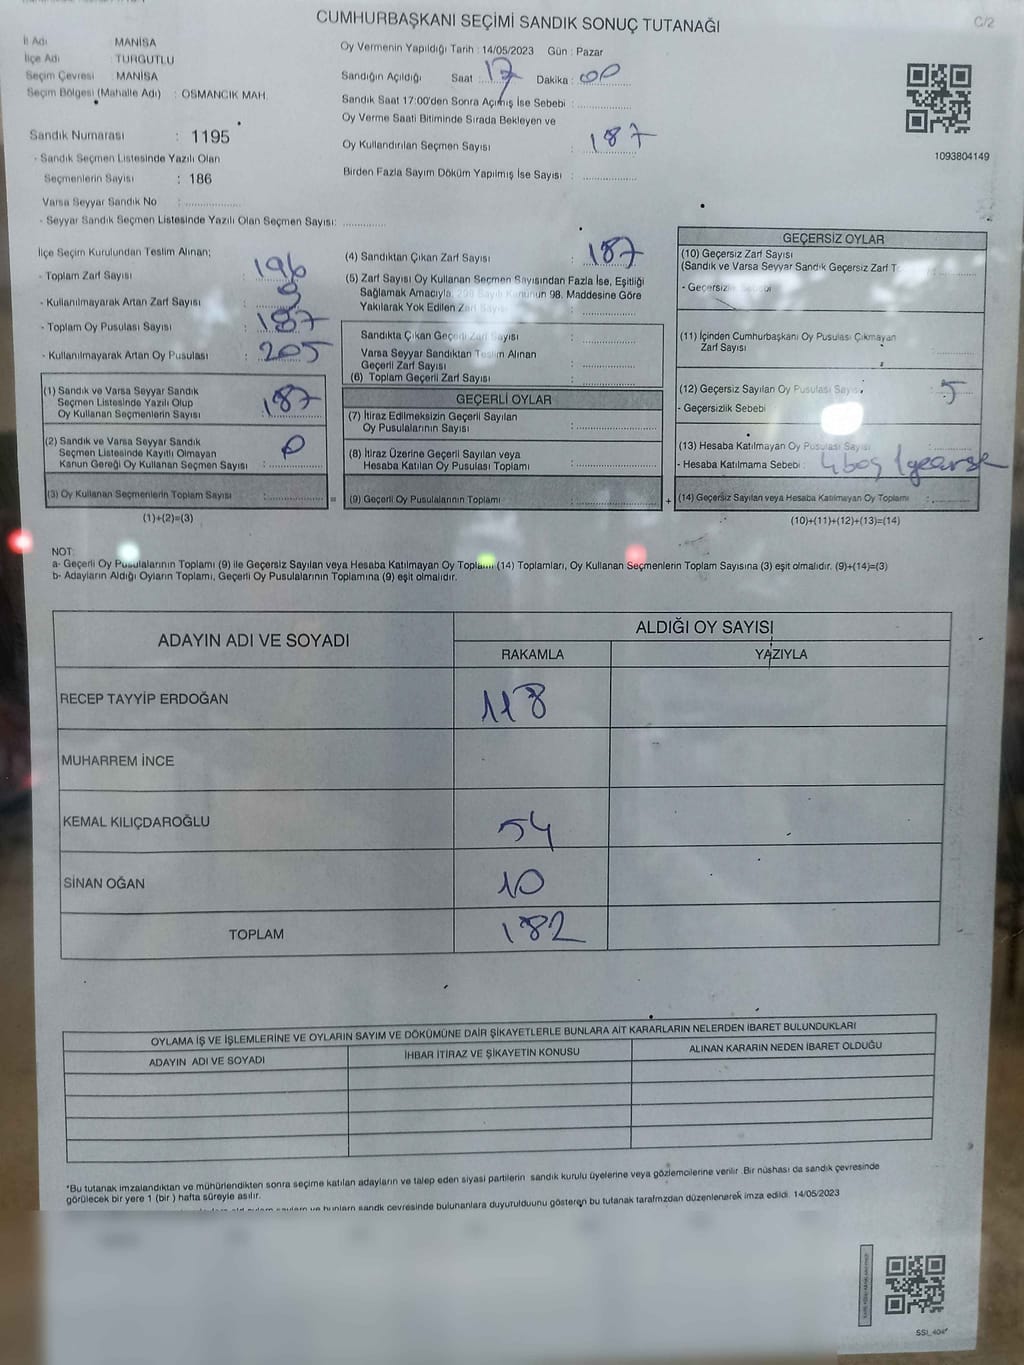 CUMHURBAŞKANI SEÇİMİ SANDIK SONUÇ TUTANAĞI
C/2
İl Adı MANİSA
İlçe Adı TURGUTLU
Seçim Çevresi : MANİSA
Seçim Bölgesi (Mahalle Adı) : OSMANCIK MAH.
Sandık Numarası : 1195
- Sandık Seçmen Listesinde Yazılı Olan
Seçmenlerin Sayısı : 186
Varsa Seyyar Sandık No :
- Seyyar Sandık Seçmen Listesinde Yazılı Olan Seçmen Sayısı:
Oy Vermenin Yapıldığı Tarih : 14/05/2023 Gün : Pazar
Sandığın Açıldığı Saat : 17 Dakika : 00
Sandık Saat 17:00'den Sonra Açımış İse Sebebi :
Oy Verme Saati Bitiminde Sırada Bekleyen ve
Oy Kullandırılan Seçmen Sayısı : 187
Birden Fazla Sayım Döküm Yapılmış İse Sayısı :
1093804149
İlçe Seçim Kurulundan Teslim Alınan;
- Toplam Zarf Sayısı : 196
- Kullanılmayarak Artan Zarf Sayısı : 9
- Toplam Oy Pusulası Sayısı : 187
- Kullanılmayarak Artan Oy Pusulası : 205
(1) Sandık ve Varsa Seyyar Sandık
Seçmen Listesinde Yazılı Olup
Oy Kullanan Seçmenlerin Sayısı : 187
(2) Sandık ve Varsa Seyyar Sandık
Seçmen Listesinde Kayıtlı Olmayan
Kanun Gereği Oy Kullanan Seçmen Sayısı : 0
(3) Oy Kullanan Seçmenlerin Toplam Sayısı :
(1)+(2)=(3)
(4) Sandıktan Çıkan Zarf Sayısı : 187
(5) Zarf Sayısı Oy Kullanan Seçmen Sayısından Fazla İse, Eşitliği
Sağlamak Amacıyla, 298 Sayılı Kanunun 98. Maddesine Göre
Yakılarak Yok Edilen Zarf Sayısı :
Sandıkta Çıkan Geçerli Zarf Sayısı :
Varsa Seyyar Sandıktan Teslim Alınan
Geçerli Zarf Sayısı :
(6) Toplam Geçerli Zarf Sayısı :
=
GEÇERLİ OYLAR
(7) İtiraz Edilmeksizin Geçerli Sayılan
Oy Pusulalarının Sayısı :
(8) İtiraz Üzerine Geçerli Sayılan veya
Hesaba Katılan Oy Pusulası Toplamı :
(9) Geçerli Oy Pusulalarının Toplamı :
+
GEÇERSİZ OYLAR
(10) Geçersiz Zarf Sayısı
(Sandık ve Varsa Seyyar Sandık Geçersiz Zarf
- Geçersizlik Sebebi
(11) İçinden Cumhurbaşkanı Oy Pusulası Çıkmayan
Zarf Sayısı :
(12) Geçersiz Sayılan Oy Pusulası Sayısı : 5
- Geçersizlik Sebebi
(13) Hesaba Katılmayan Oy Pusulası Sayısı
- Hesaba Katılmama Sebebi : 4 boş 1
(14) Geçersiz Sayılan veya Hesaba Katılmayan Oy Toplamı :
(10)+(11)+(12)+(13)=(14)
NOT:
a- Geçerli Oy Pusulalarının Toplamı (9) ile Geçersiz Sayılan veya Hesaba Katılmayan Oy Toplamı (14) Toplamları, Oy Kullanan Seçmenlerin Toplam Sayısına (3) eşit olmalıdır. (9)+(14)=(3)
b- Adayların Aldığı Oyların Toplamı, Geçerli Oy Pusulalarının Toplamına (9) eşit olmalıdır.
ADAYIN ADI VE SOYADI ALDIĞI OY SAYISI
RAKAMLA YAZIYLA
RECEP TAYYİP ERDOĞAN 118
MUHARREM İNCE
KEMAL KILIÇDAROĞLU 54
SİNAN OĞAN 10
TOPLAM 182
OYLAMA İŞ VE İŞLEMLERİNE VE OYLARIN SAYIM VE DÖKÜMÜNE DAİR ŞİKAYETLERLE BUNLARA AİT KARARLARIN NELERDEN İBARET BULUNDUKLARI
ADAYIN ADI VE SOYADI İHBAR İTİRAZ VE ŞİKAYETİN KONUSU ALINAN KARARIN NEDEN İBARET OLDUĞU
*Bu tutanak imzalandıktan ve mühürlendikten sonra seçime katılan adayların ve talep eden siyasi partilerin sandık kurulu üyelerine veya gözlemcilerine verilir. Bir nüshası da sandık çevresinde
görülecek bir yere 1 (bir ) hafta süreyle asılır.
sandk çevresinde bulunanlara duyurulduunu gösteren bu tutanak tarafmzdan düzenlenerek imza edildi. 14/05/2023